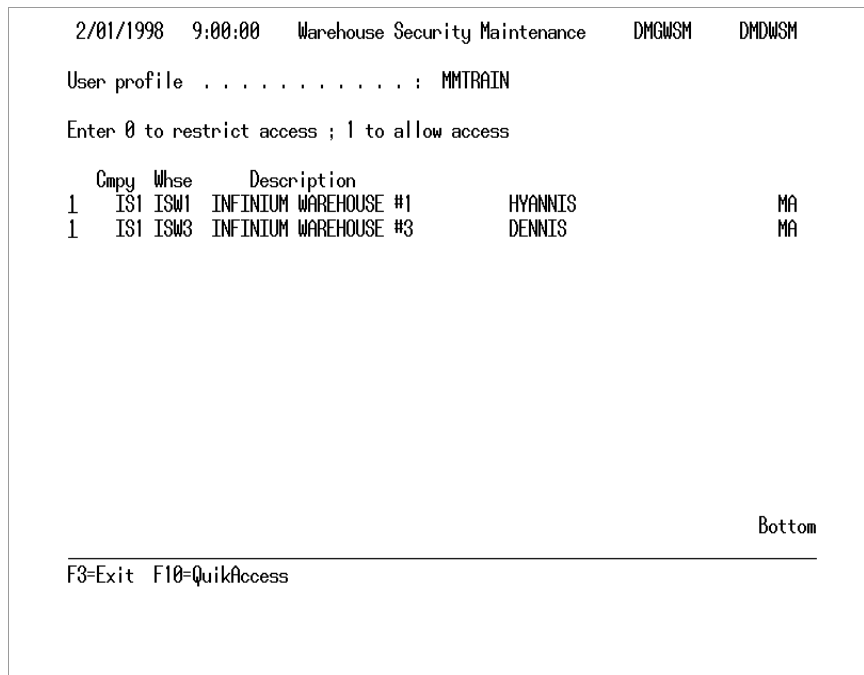 2/01/1998 9:00:00 Warehouse Security Maintenance DMGWSM DMDWSM
User profile . . . . . . . . . . . : MMTRAIN
Enter 0 to restrict access ; 1 to allow access
Cmpy Whse Description
1 IS1 ISW1 INFINIUM WAREHOUSE #1 HYANNIS MA
1 IS1 ISW3 INFINIUM WAREHOUSE #3 DENNIS MA
Bottom
F3=Exit F10=QuikAccess